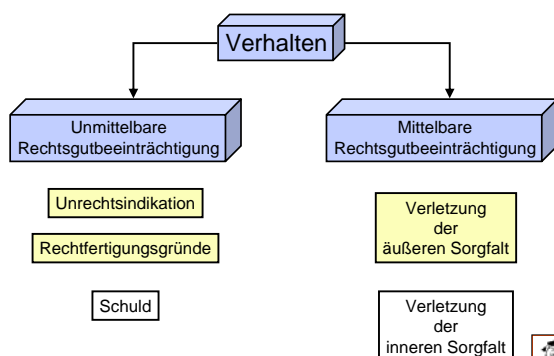 Verhalten
Unmittelbare
Rechtsgutbeeinträchtigung
Mittelbare
Rechtsgutbeeinträchtigung
Unrechtsindikation
Rechtfertigungsgründe
Schuld
Verletzung
der
äußeren Sorgfalt
Verletzung
der
inneren Sorgfalt